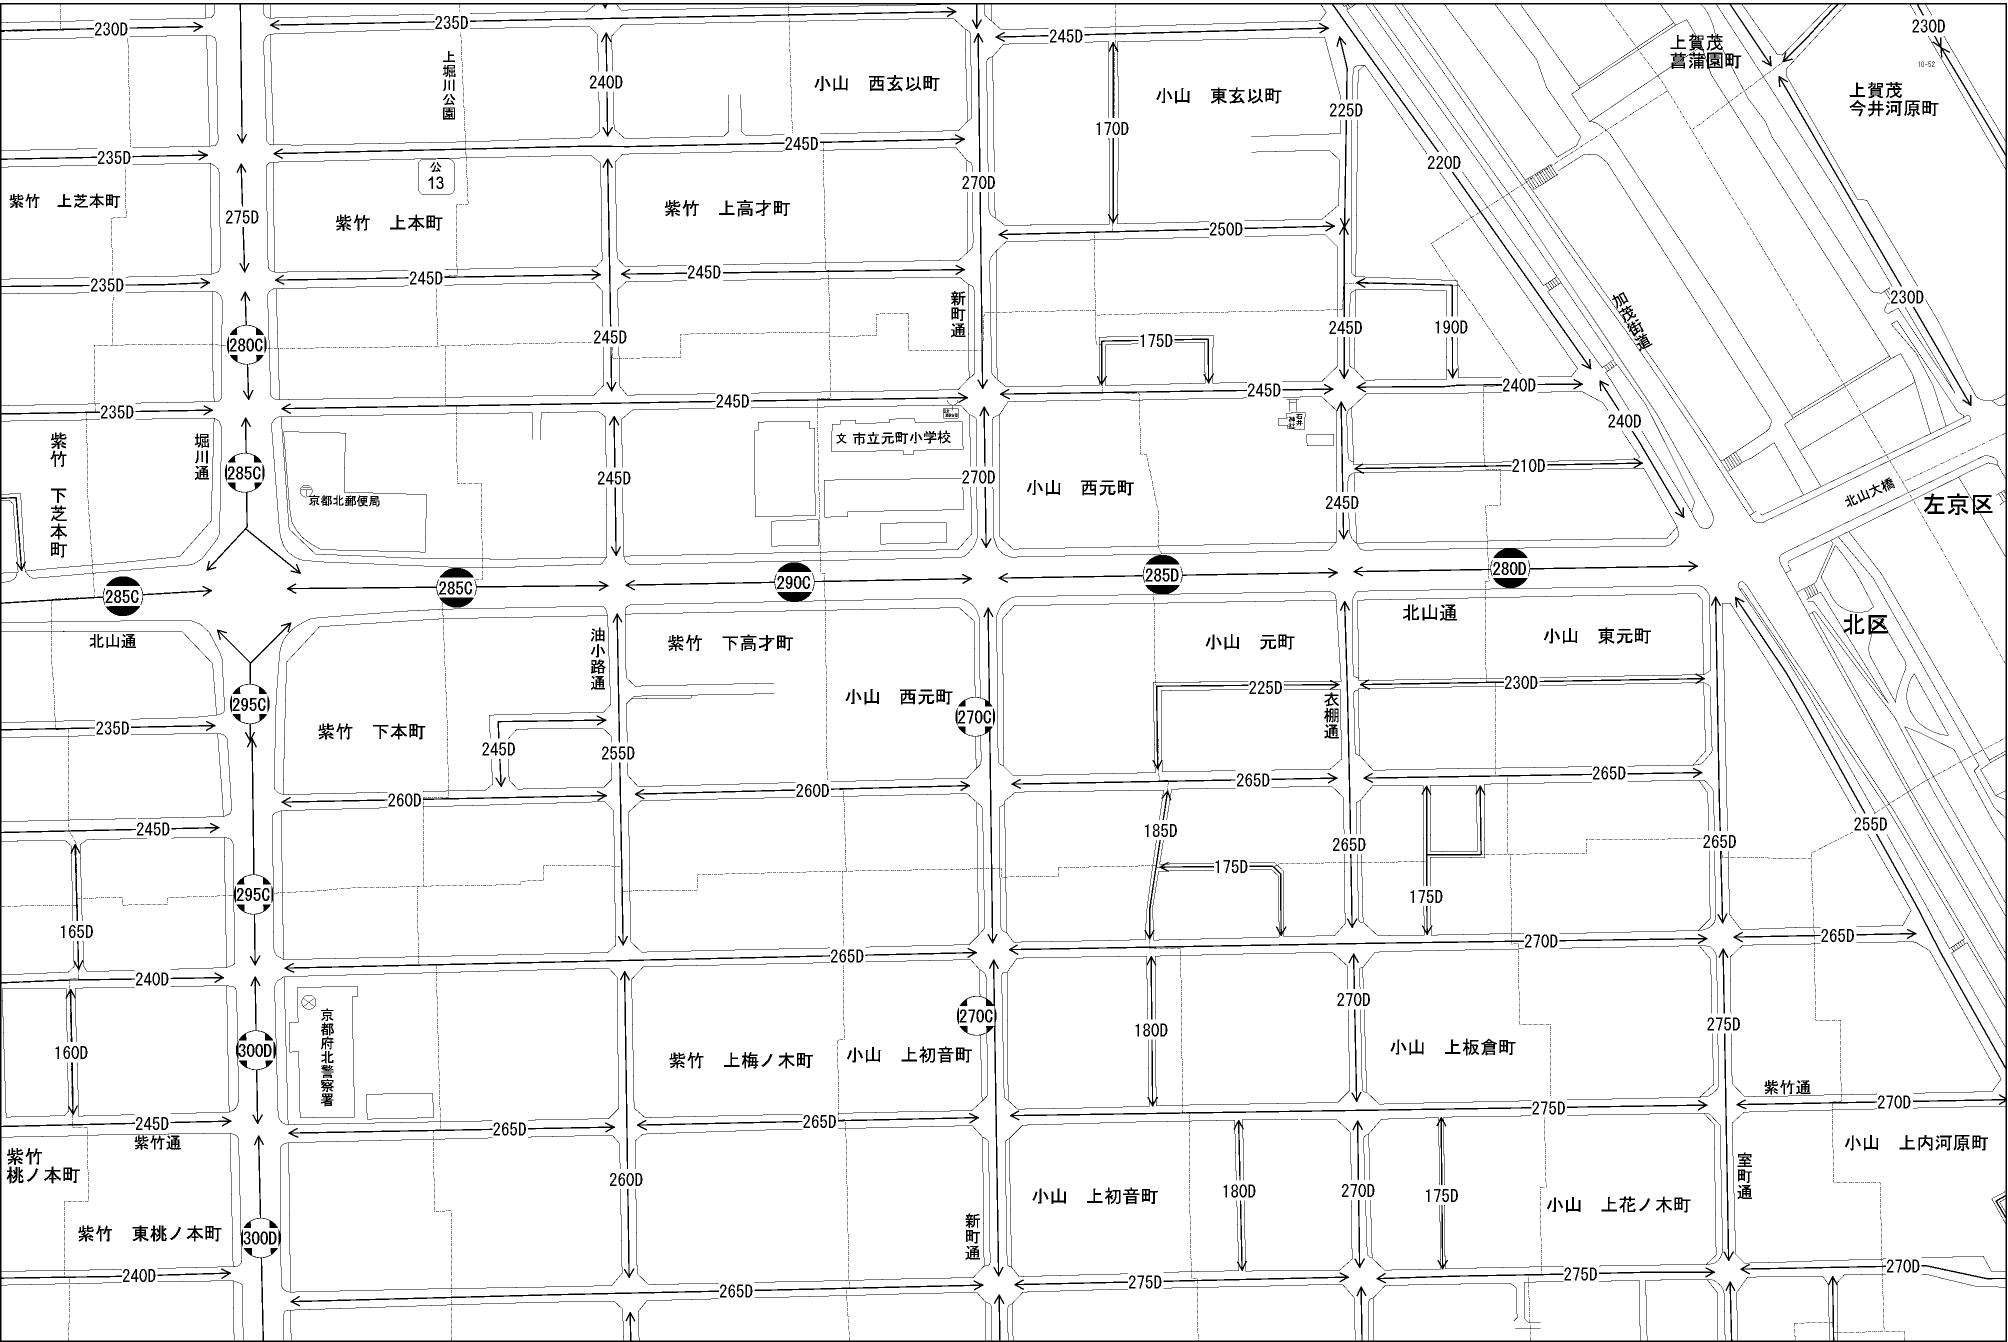 230D
235D
240D
245D
170D
225D
220D
230D
10-52
上賀茂
菖蒲園町
上賀茂
今井河原町
上堀川公園
小山 西玄以町
小山 東玄以町
235D
245D
公
13
270D
紫竹 上芝本町
275D
紫竹 上本町
紫竹 上高才町
250D
235D
245D
245D
新町通
280C
245D
175D
245D
190D
230D
加茂街道
235D
245D
245D
240D
240D
紫竹 下芝本町
堀川通
285C
京都北郵便局
245D
文 市立元町小学校
270D
小山 西元町
245D
210D
北山大橋
左京区
285C
285C
290C
285D
280D
北山通
北山通
油小路通
紫竹 下高才町
小山 元町
小山 東元町
北区
295C
紫竹 下本町
小山 西元町
270C
225D
衣棚通
230D
235D
245D
255D
260D
260D
265D
265D
245D
185D
265D
265D
255D
175D
175D
295C
165D
240D
265D
270D
265D
京都府北警察署
160D
300D
紫竹 上梅ノ木町
小山 上初音町
270C
180D
270D
小山 上板倉町
275D
紫竹通
245D
紫竹通
265D
265D
275D
270D
紫竹
桃ノ本町
260D
小山 上初音町
180D
270D
175D
小山 上花ノ木町
室町通
小山 上内河原町
紫竹 東桃ノ本町
300D
新町通
240D
265D
275D
275D
270D